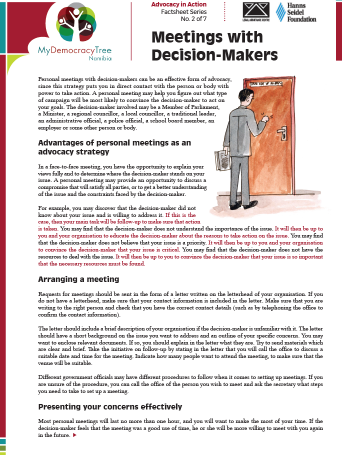 Advocacy in Action
Factsheet Series
No. 2 of 7
Hanns
Seidel
Foundation
MyDemocracyTree
Namibia
Meetings with
Decision-Makers
Personal meetings with decision-makers can be an effective form of advocacy,
since this strategy puts you in direct contact with the person or body with
power to take action. A personal meeting may help you figure out what type
of campaign will be most likely to convince the decision-maker to act on
your goal. The decision-maker involved may be a Member of Parliament,
a Minister, a regional councillor, a local councillor, a traditional leader,
an administrative official, a police official, a school board member, an
employer or some other person or body.
Advantages of personal meetings as an
advocacy strategy
In a face-to-face meeting, you have the opportunity to explain your
views fully and to determine where the decision-maker stands on your
issue. A personal meeting may provide an opportunity to discuss a
compromise that will satisfy all parties, or to get a better understanding
of the issue and the constraints faced by the decision-maker.
For example, you may discover that the decision-maker did not
know about your issue and is willing to address it. If this is the
case, then your main task will be follow-up to make sure that action
is taken. You may find that the decision-maker does not understand the importance of the issue. It will then be up to
you and your organisation to educate the decision-maker about the reasons to take action on the issue. You may find
that the decision-maker does not believe that your issue is a priority. It will then be up to you and your organisation
to convince the decision-maker that your issue is critical. You may find that the decision-maker does not have the
resources to deal with the issue. It will then be up to you to convince the decision-maker that your issue is so important
that the necessary resources must be found.
Arranging a meeting
Requests for meetings should be sent in the form of a letter written on the letterhead of your organisation. If you
do not have a letterhead, make sure that your contact information is included in the letter. Make sure that you are
writing to the right person and check that you have the correct contact details (such as by telephoning the office to
confirm the contact information).
The letter should include a brief description of your organisation if the decision-maker is unfamiliar with it. The letter
should have a short background on the issue you want to address and an outline of your specific concerns. You may
want to enclose relevant documents. If so, you should explain in the letter what they are. Try to send materials which
are clear and brief. Take the initiative on follow-up by stating in the letter that you will call the office to discuss a
suitable date and time for the meeting. Indicate how many people want to attend the meeting, to make sure that the
venue will be suitable.
Different government officials may have different procedures to follow when it comes to setting up meetings. If you
are unsure of the procedure, you can call the office of the person you wish to meet and ask the secretary what steps
you need to take to set up a meeting.
Presenting your concerns effectively
Most personal meetings will last no more than one hour, and you will want to make the most of your time. If the
decision-maker feels that the meeting was a good use of time, he or she will be more willing to meet with you again
in the future.